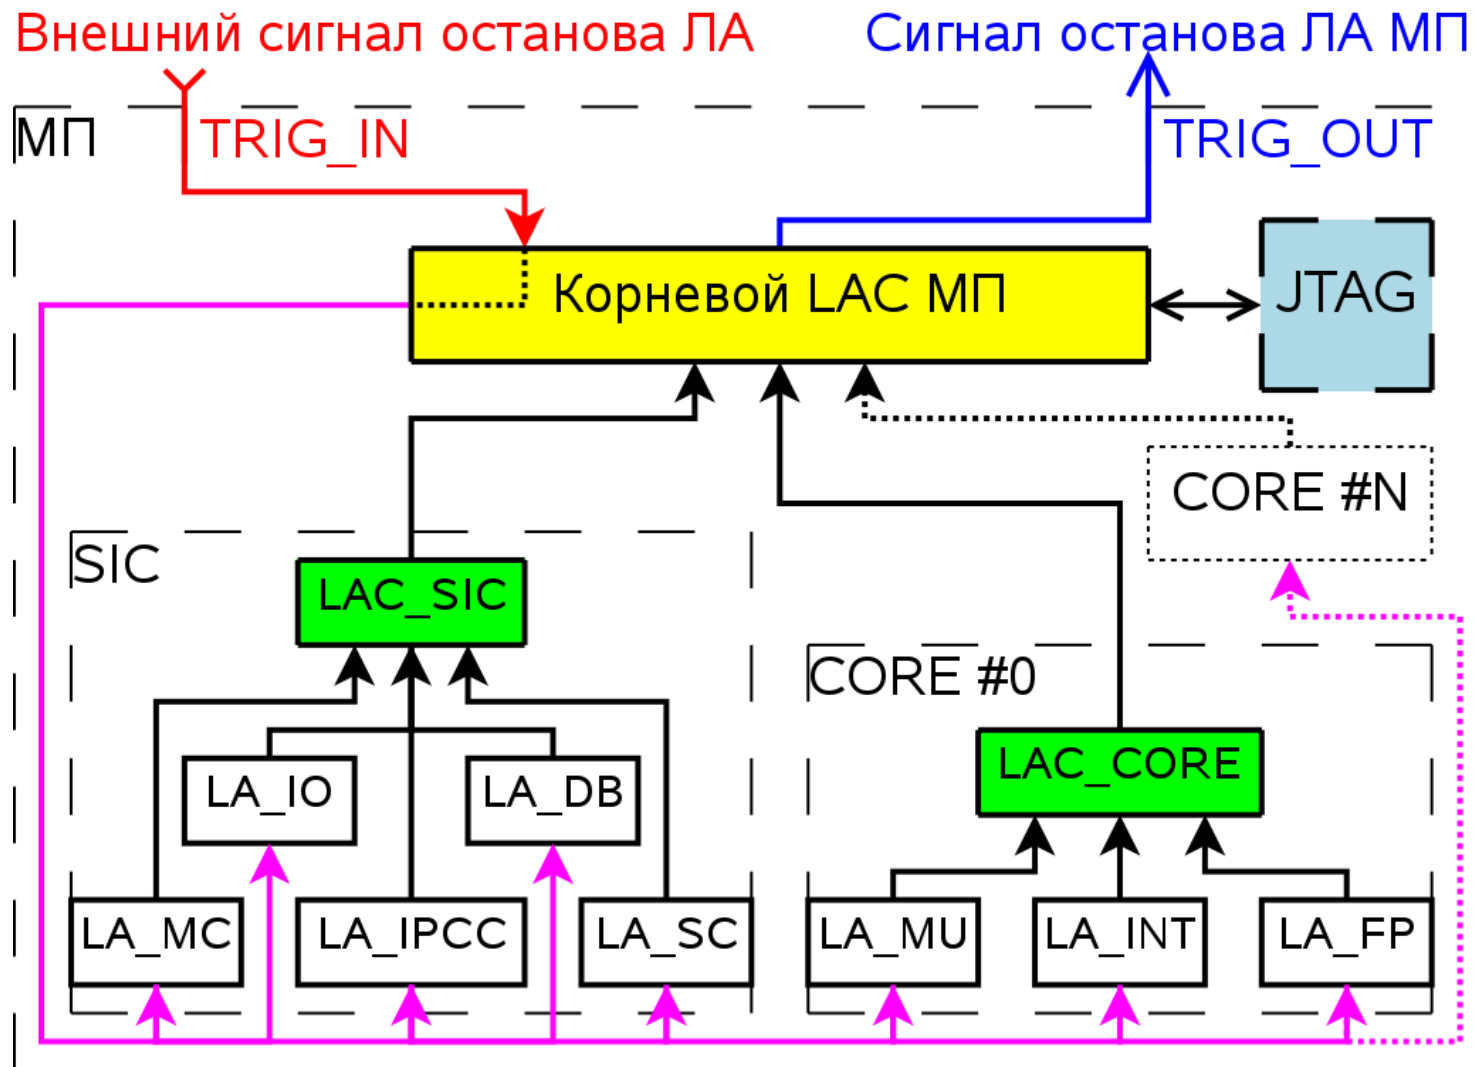 Внешний сигнал останова ЛА
Сигнал останова ЛА МП
МП
TRIG_IN
TRIG_OUT
Корневой LAC МП
JTAG
CORE #N
SIC
LAC_SIC
CORE #0
LAC_CORE
LA_IO
LA_DB
LA_MC
LA_IPCC
LA_SC
LA_MU
LA_INT
LA_FP